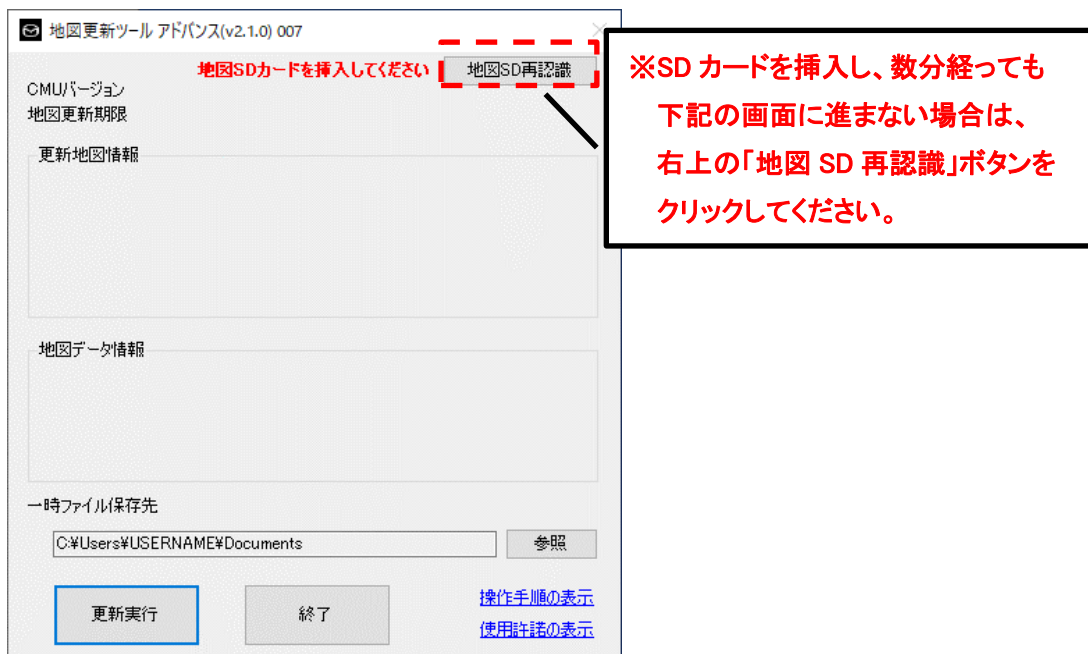 地図更新ツール アドバンス(v2.1.0) 007
地図SDカードを挿入してください
地図SD再認識
CMUバージョン
地図更新期限
更新地図情報
地図データ情報
一時ファイル保存先
C:¥Users¥USERNAME¥Documents
参照
更新実行
終了
操作手順の表示
使用許諾の表示
※SD カードを挿入し、数分経っても
下記の画面に進まない場合は、
右上の「地図 SD 再認識」ボタンを
クリックしてください。